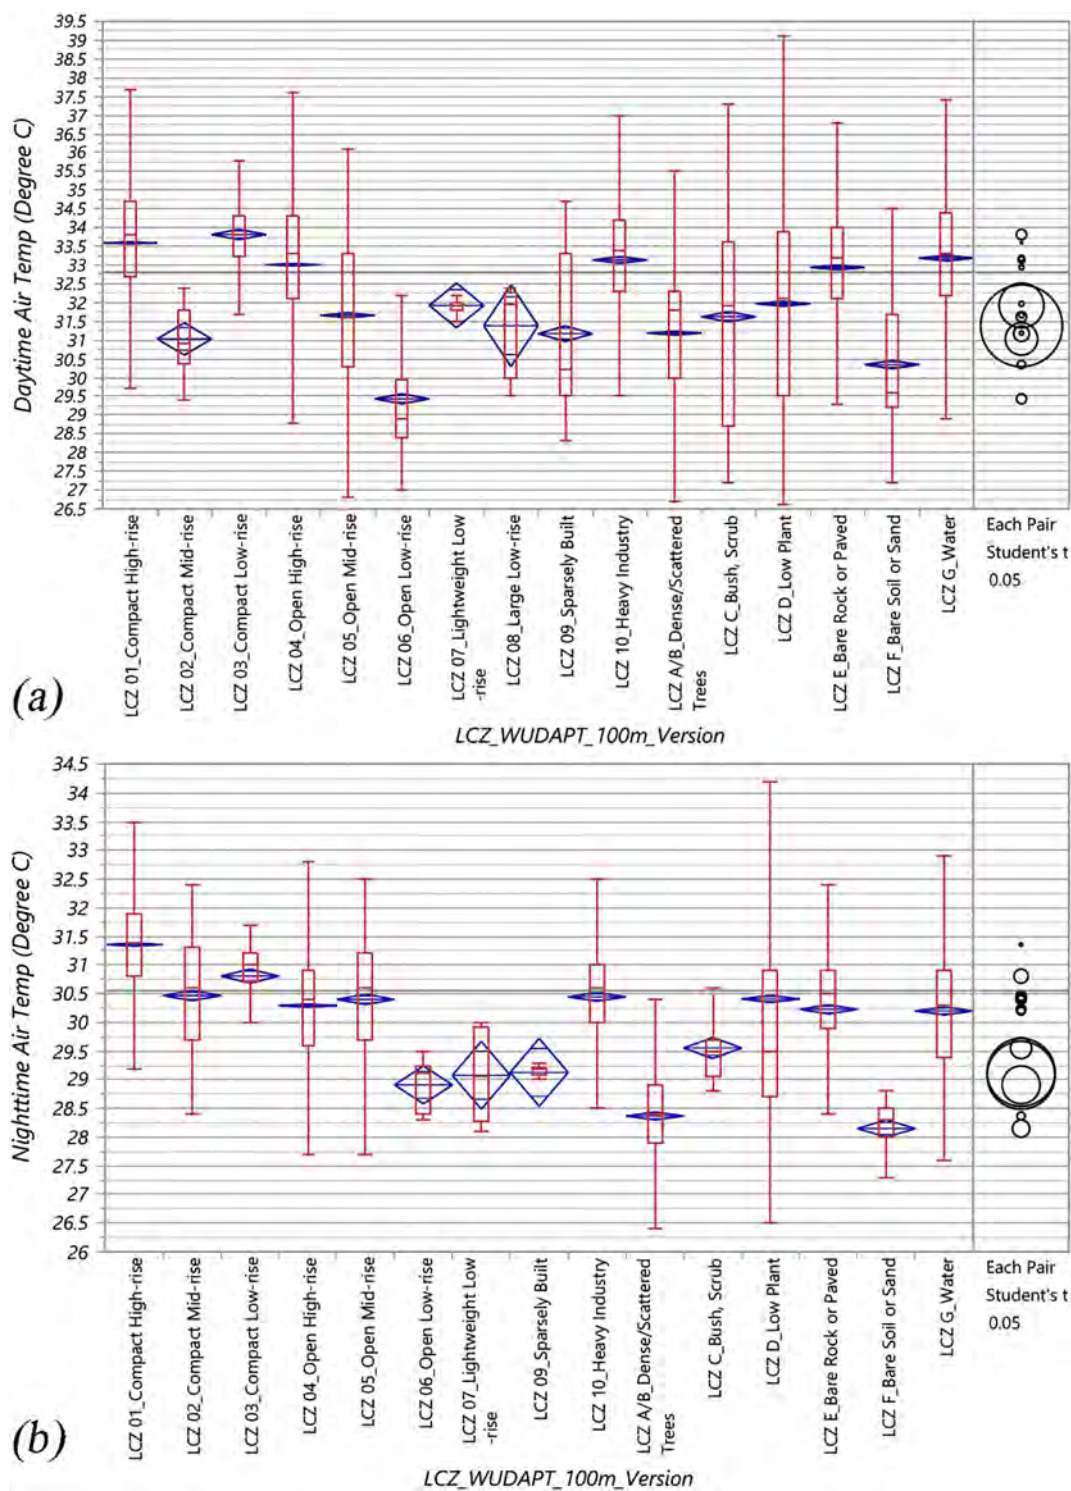 39.5
39
38.5
38
37.5
37
36.5
36
35.5
35
34.5
34
33.5
33
32.5
32
31.5
31
30.5
30
29.5
29
28.5
28
27.5
27
26.5
Daytime Air Temp (Degree C)
LCZ 01_Compact High-rise
LCZ 02_Compact Mid-rise
LCZ 03_Compact Low-rise
LCZ 04_Open High-rise
LCZ 05_Open Mid-rise
LCZ 06_Open Low-rise
LCZ 07_Lightweight Low
-rise
LCZ 08_Large Low-rise
LCZ 09_Sparsely Built
LCZ 10_Heavy Industry
LCZ A/B_Dense/Scattered
Trees
LCZ C_Bush, Scrub
LCZ D_Low Plant
LCZ E_Bare Rock or Paved
LCZ F_Bare Soil or Sand
LCZ G_Water
Each Pair
Student's t
0.05
(a)
LCZ_WUDAPT_100m_Version
34.5
34
33.5
33
32.5
32
31.5
31
30.5
30
29.5
29
28.5
28
27.5
27
26.5
26
Nighttime Air Temp (Degree C)
LCZ 01_Compact High-rise
LCZ 02_Compact Mid-rise
LCZ 03_Compact Low-rise
LCZ 04_Open High-rise
LCZ 05_Open Mid-rise
LCZ 06_Open Low-rise
LCZ 07_Lightweight Low
-rise
LCZ 09_Sparsely Built
LCZ 10_Heavy Industry
LCZ A/B_Dense/Scattered
Trees
LCZ C_Bush, Scrub
LCZ D_Low Plant
LCZ E_Bare Rock or Paved
LCZ F_Bare Soil or Sand
LCZ G_Water
Each Pair
Student's t
0.05
(b)
LCZ_WUDAPT_100m_Version